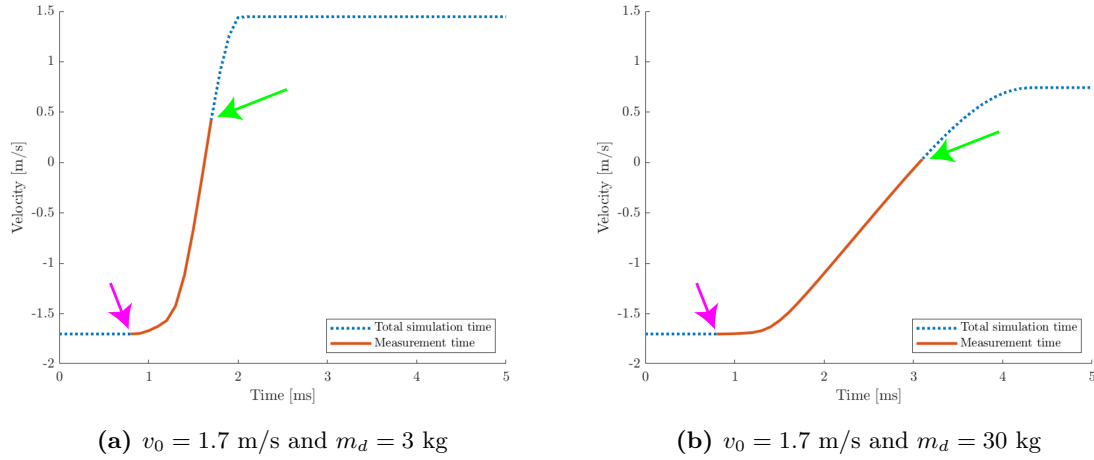 1.5
1
0.5
0
-0.5
-1
-1.5
-2
Velocity [m/s]
0 1 2 3 4 5
Time [ms]
Total simulation time
Measurement time
(a) v₀ = 1.7 m/s and m_d = 3 kg
1.5
1
0.5
0
-0.5
-1
-1.5
-2
Velocity [m/s]
0 1 2 3 4 5
Time [ms]
Total simulation time
Measurement time
(b) v₀ = 1.7 m/s and m_d = 30 kg